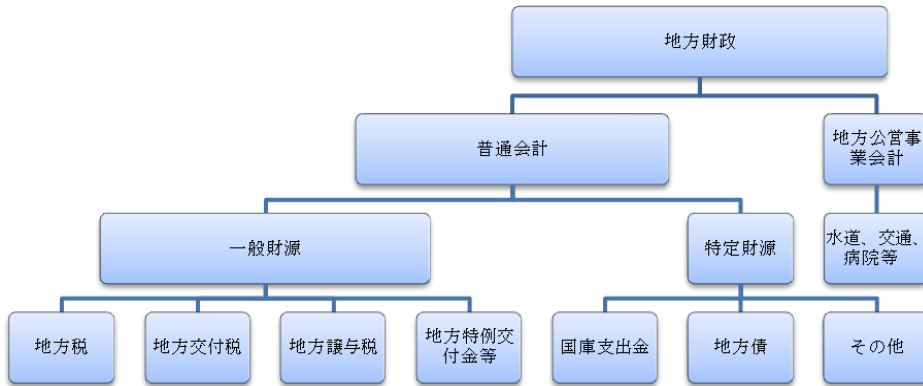 地方財政
普通会計
地方公営事
業会計
一般財源
特定財源
水道、交通、
病院等
地方税
地方交付税
地方譲与税
地方特例交
付金等
国庫支出金
地方債
その他